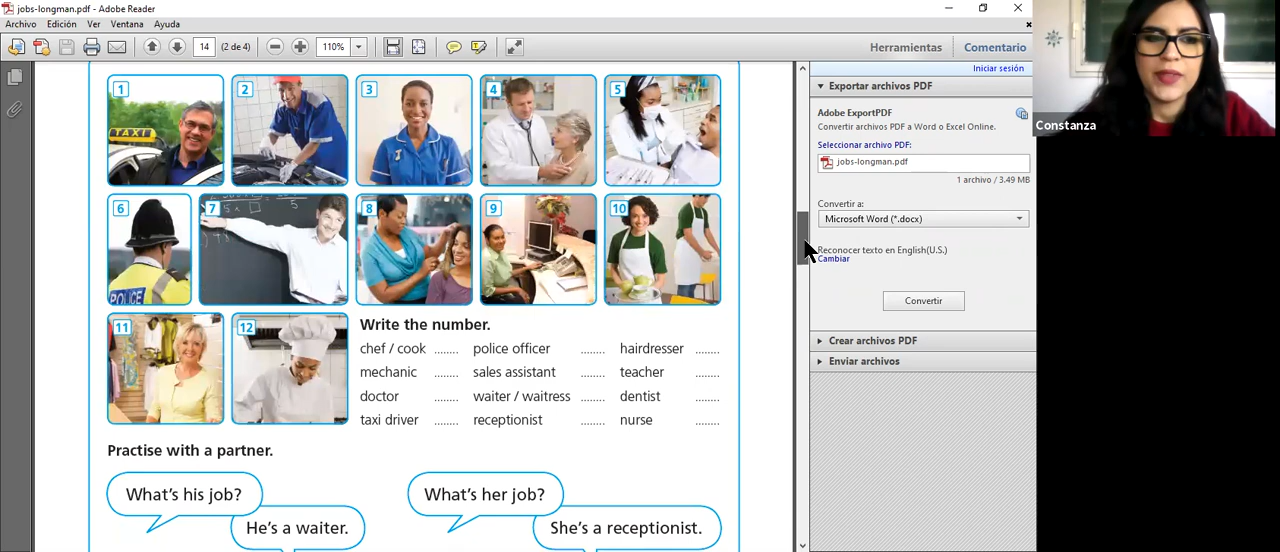 jobs-longman.pdf - Adobe Reader
Archivo Edición Ver Ventana Ayuda
14 (2 de 4) 110% Herramientas Comentario
Iniciar sesión
Exportar archivos PDF
Adobe ExportPDF
Convertir archivos PDF a Word o Excel Online.
Seleccionar archivo PDF:
jobs-longman.pdf
1 archivo / 3.49 MB
Convertir a:
Microsoft Word (*.docx)
Reconocer texto en English(U.S.)
Cambiar
Convertir
Crear archivos PDF
Enviar archivos
Constanza
1 2 3 4 5
TAXI
6 7 8 9 10
POLICE
11 12
Write the number.
chef / cook ........ police officer ........ hairdresser ........
mechanic ........ sales assistant ........ teacher ........
doctor ........ waiter / waitress ........ dentist ........
taxi driver ........ receptionist ........ nurse ........
Practise with a partner.
What's his job? What's her job?
He's a waiter. She's a receptionist.